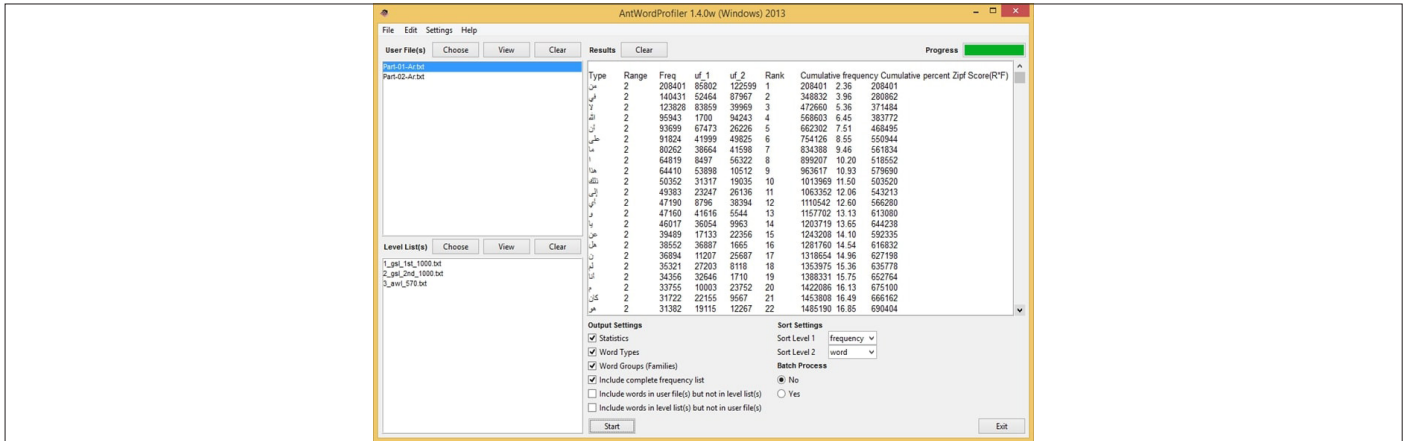 AntWordProfiler 1.4.0w (Windows) 2013
File Edit Settings Help
User File(s) Choose View Clear
Part-01-Ar.txt
Part-02-Ar.txt
Level List(s) Choose View Clear
1_gsl_1st_1000.txt
2_gsl_2nd_1000.txt
3_awl_570.txt
Results Clear Progress
Type Range Freq uf_1 uf_2 Rank Cumulative frequency Cumulative percent Zipf Score(R*F)
من 2 208401 85802 122599 1 208401 2.36 208401
في 2 140431 52464 87967 2 348832 3.96 280862
لا 2 123828 83859 39969 3 472660 5.36 371484
الله 2 95943 1700 94243 4 568603 6.45 383772
أن 2 93699 67473 26226 5 662302 7.51 468495
على 2 91824 41999 49825 6 754126 8.55 550944
ما 2 80262 38664 41598 7 834388 9.46 561834
ا 2 64819 8497 56322 8 899207 10.20 518552
هذا 2 64410 53898 10512 9 963617 10.93 579690
ذلك 2 50352 31317 19035 10 1013969 11.50 503520
إلى 2 49383 23247 26136 11 1063352 12.06 543213
أي 2 47190 8796 38394 12 1110542 12.60 566280
و 2 47160 41616 5544 13 1157702 13.13 613080
يا 2 46017 36054 9963 14 1203719 13.65 644238
عن 2 39489 17133 22356 15 1243208 14.10 592335
هل 2 38552 36887 1665 16 1281760 14.54 616832
ن 2 36894 11207 25687 17 1318654 14.96 627198
لم 2 35321 27203 8118 18 1353975 15.36 635778
أنا 2 34356 32646 1710 19 1388331 15.75 652764
م 2 33755 10003 23752 20 1422086 16.13 675100
كان 2 31722 22155 9567 21 1453808 16.49 666162
هو 2 31382 19115 12267 22 1485190 16.85 690404
Output Settings
Statistics
Word Types
Word Groups (Families)
Include complete frequency list
Include words in user file(s) but not in level list(s)
Include words in level list(s) but not in user file(s)
Sort Settings
Sort Level 1 frequency
Sort Level 2 word
Batch Process
No
Yes
Start Exit